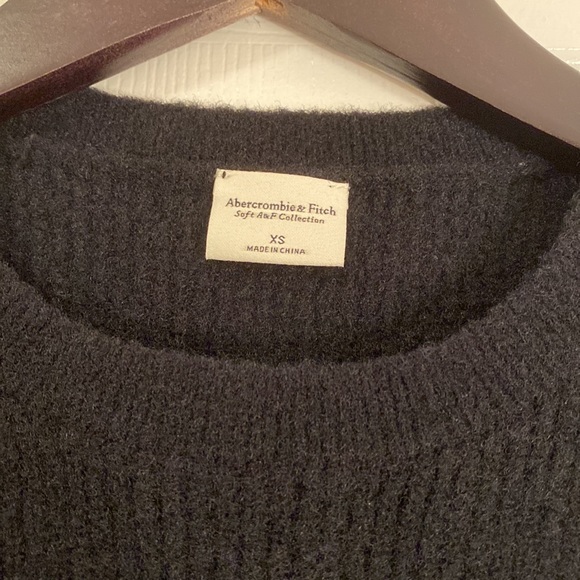 Abercrombie & Fitch
Soft A&F Collection
XS
MADE IN CHINA